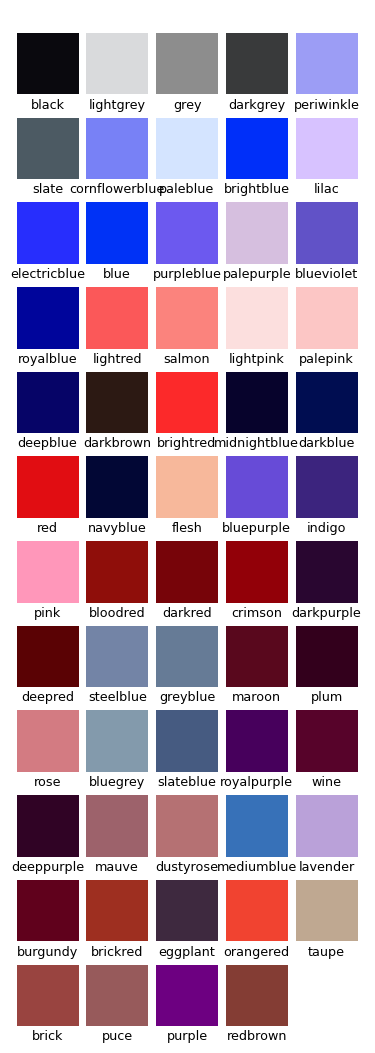 black lightgrey grey darkgrey periwinkle
slate cornflowerblue paleblue brightblue lilac
electricblue blue purpleblue palepurple blueviolet
royalblue lightred salmon lightpink palepink
deepblue darkbrown brightred midnightblue darkblue
red navyblue flesh bluepurple indigo
pink bloodred darkred crimson darkpurple
deepred steelblue greyblue maroon plum
rose bluegrey slateblue royalpurple wine
deeppurple mauve dustyrose mediumblue lavender
burgundy brickred eggplant orangered taupe
brick puce purple redbrown